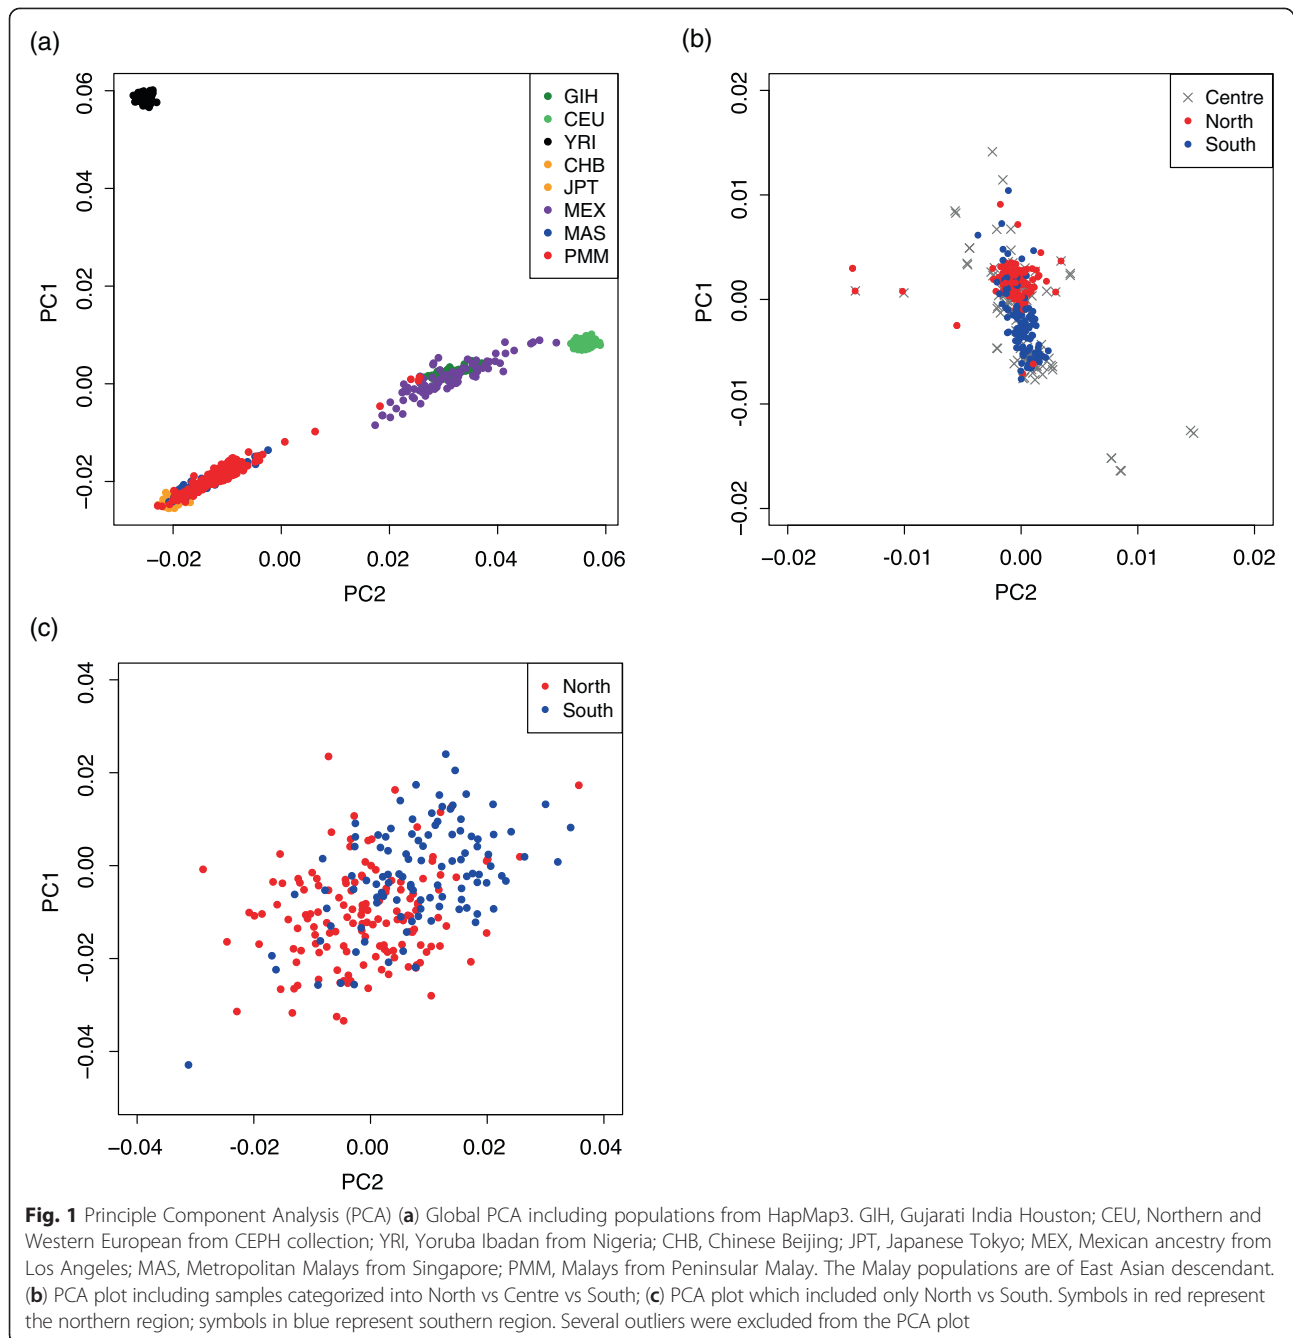 (a)
0.06
0.04
0.02
0.00
−0.02
PC1
GIH
CEU
YRI
CHB
JPT
MEX
MAS
PMM
−0.02 0.00 0.02 0.04 0.06
PC2
(b)
0.02
0.01
0.00
-0.01
-0.02
PC1
Centre
North
South
-0.02 -0.01 0.00 0.01 0.02
PC2
(c)
0.04
0.02
0.00
-0.02
-0.04
PC1
North
South
−0.04 -0.02 0.00 0.02 0.04
PC2
Fig. 1 Principle Component Analysis (PCA) (a) Global PCA including populations from HapMap3. GIH, Gujarati India Houston; CEU, Northern and
Western European from CEPH collection; YRI, Yoruba Ibadan from Nigeria; CHB, Chinese Beijing; JPT, Japanese Tokyo; MEX, Mexican ancestry from
Los Angeles; MAS, Metropolitan Malays from Singapore; PMM, Malays from Peninsular Malay. The Malay populations are of East Asian descendant.
(b) PCA plot including samples categorized into North vs Centre vs South; (c) PCA plot which included only North vs South. Symbols in red represent
the northern region; symbols in blue represent southern region. Several outliers were excluded from the PCA plot